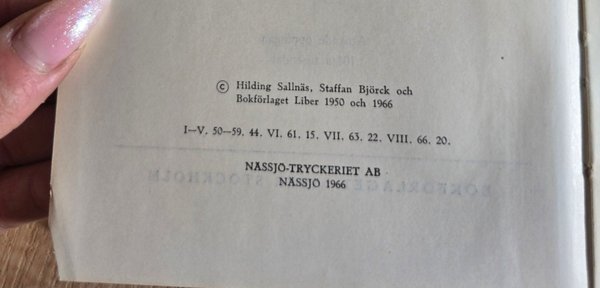 © Hilding Sallnäs, Staffan Björck och
Bokförlaget Liber 1950 och 1966
I—V. 50—59. 44. VI. 61. 15. VII. 63. 22. VIII. 66. 20.
NÄSSJÖ-TRYCKERIET AB
NÄSSJÖ 1966